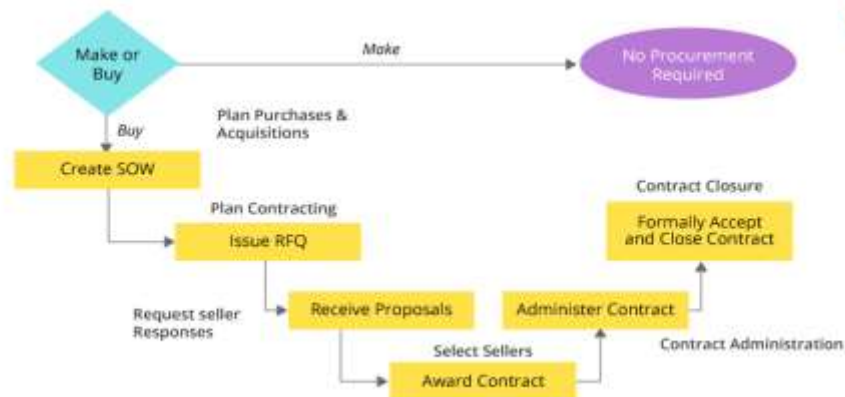 Make or
Buy
Make
No Procurement
Required
Buy
Plan Purchases &
Acquisitions
Create SOW
Plan Contracting
Issue RFQ
Request seller
Responses
Receive Proposals
Select Sellers
Award Contract
Administer Contract
Contract Administration
Contract Closure
Formally Accept
and Close Contract